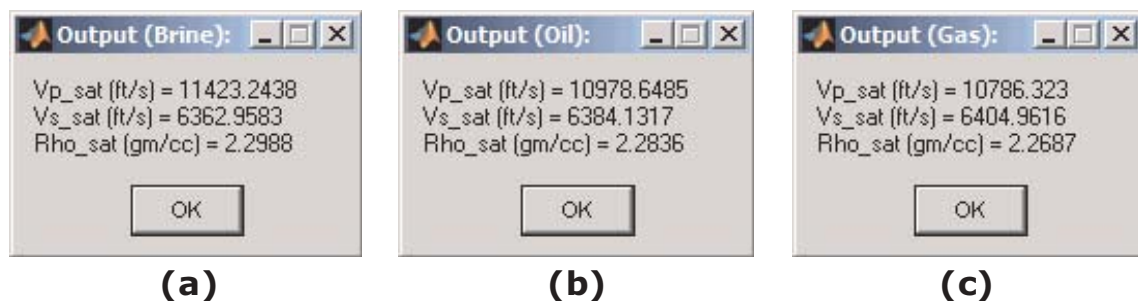 Output (Brine):
Vp_sat (ft/s) = 11423.2438
Vs_sat (ft/s) = 6362.9583
Rho_sat (gm/cc) = 2.2988
OK
(a)
Output (Oil):
Vp_sat (ft/s) = 10978.6485
Vs_sat (ft/s) = 6384.1317
Rho_sat (gm/cc) = 2.2836
OK
(b)
Output (Gas):
Vp_sat (ft/s) = 10786.323
Vs_sat (ft/s) = 6404.9616
Rho_sat (gm/cc) = 2.2687
OK
(c)